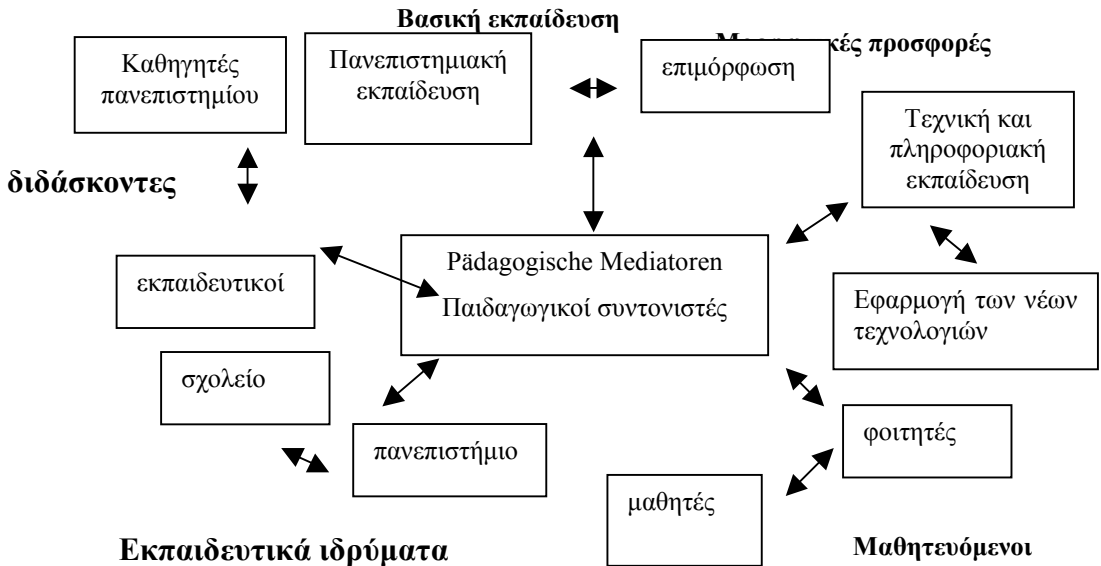 Βασική εκπαίδευση
προσφορές
Καθηγητές
πανεπιστημίου
Πανεπιστημιακή
εκπαίδευση
επιμόρφωση
Τεχνική και
πληροφοριακή
εκπαίδευση
διδάσκοντες
εκπαιδευτικοί
Pädagogische Mediatoren
Παιδαγωγικοί συντονιστές
Εφαρμογή των νέων
τεχνολογιών
σχολείο
πανεπιστήμιο
φοιτητές
μαθητές
Εκπαιδευτικά ιδρύματα
Μαθητευόμενοι